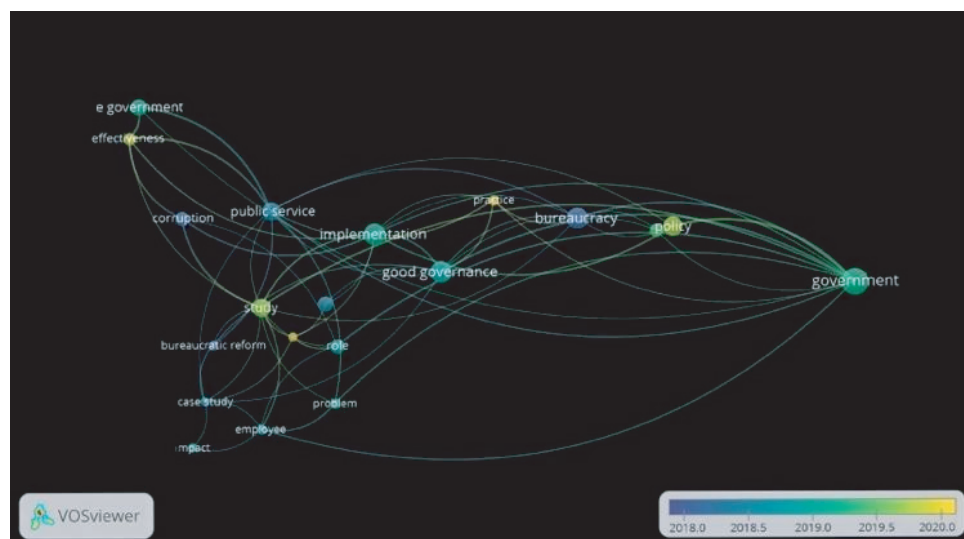 e government
effectiveness
corruption
public service
practice
bureaucracy
policy
implementation
good governance
government
study
bureaucratic reform
role
case study
problem
employee
mpact
VOSviewer
2018.0 2018.5 2019.0 2019.5 2020.0